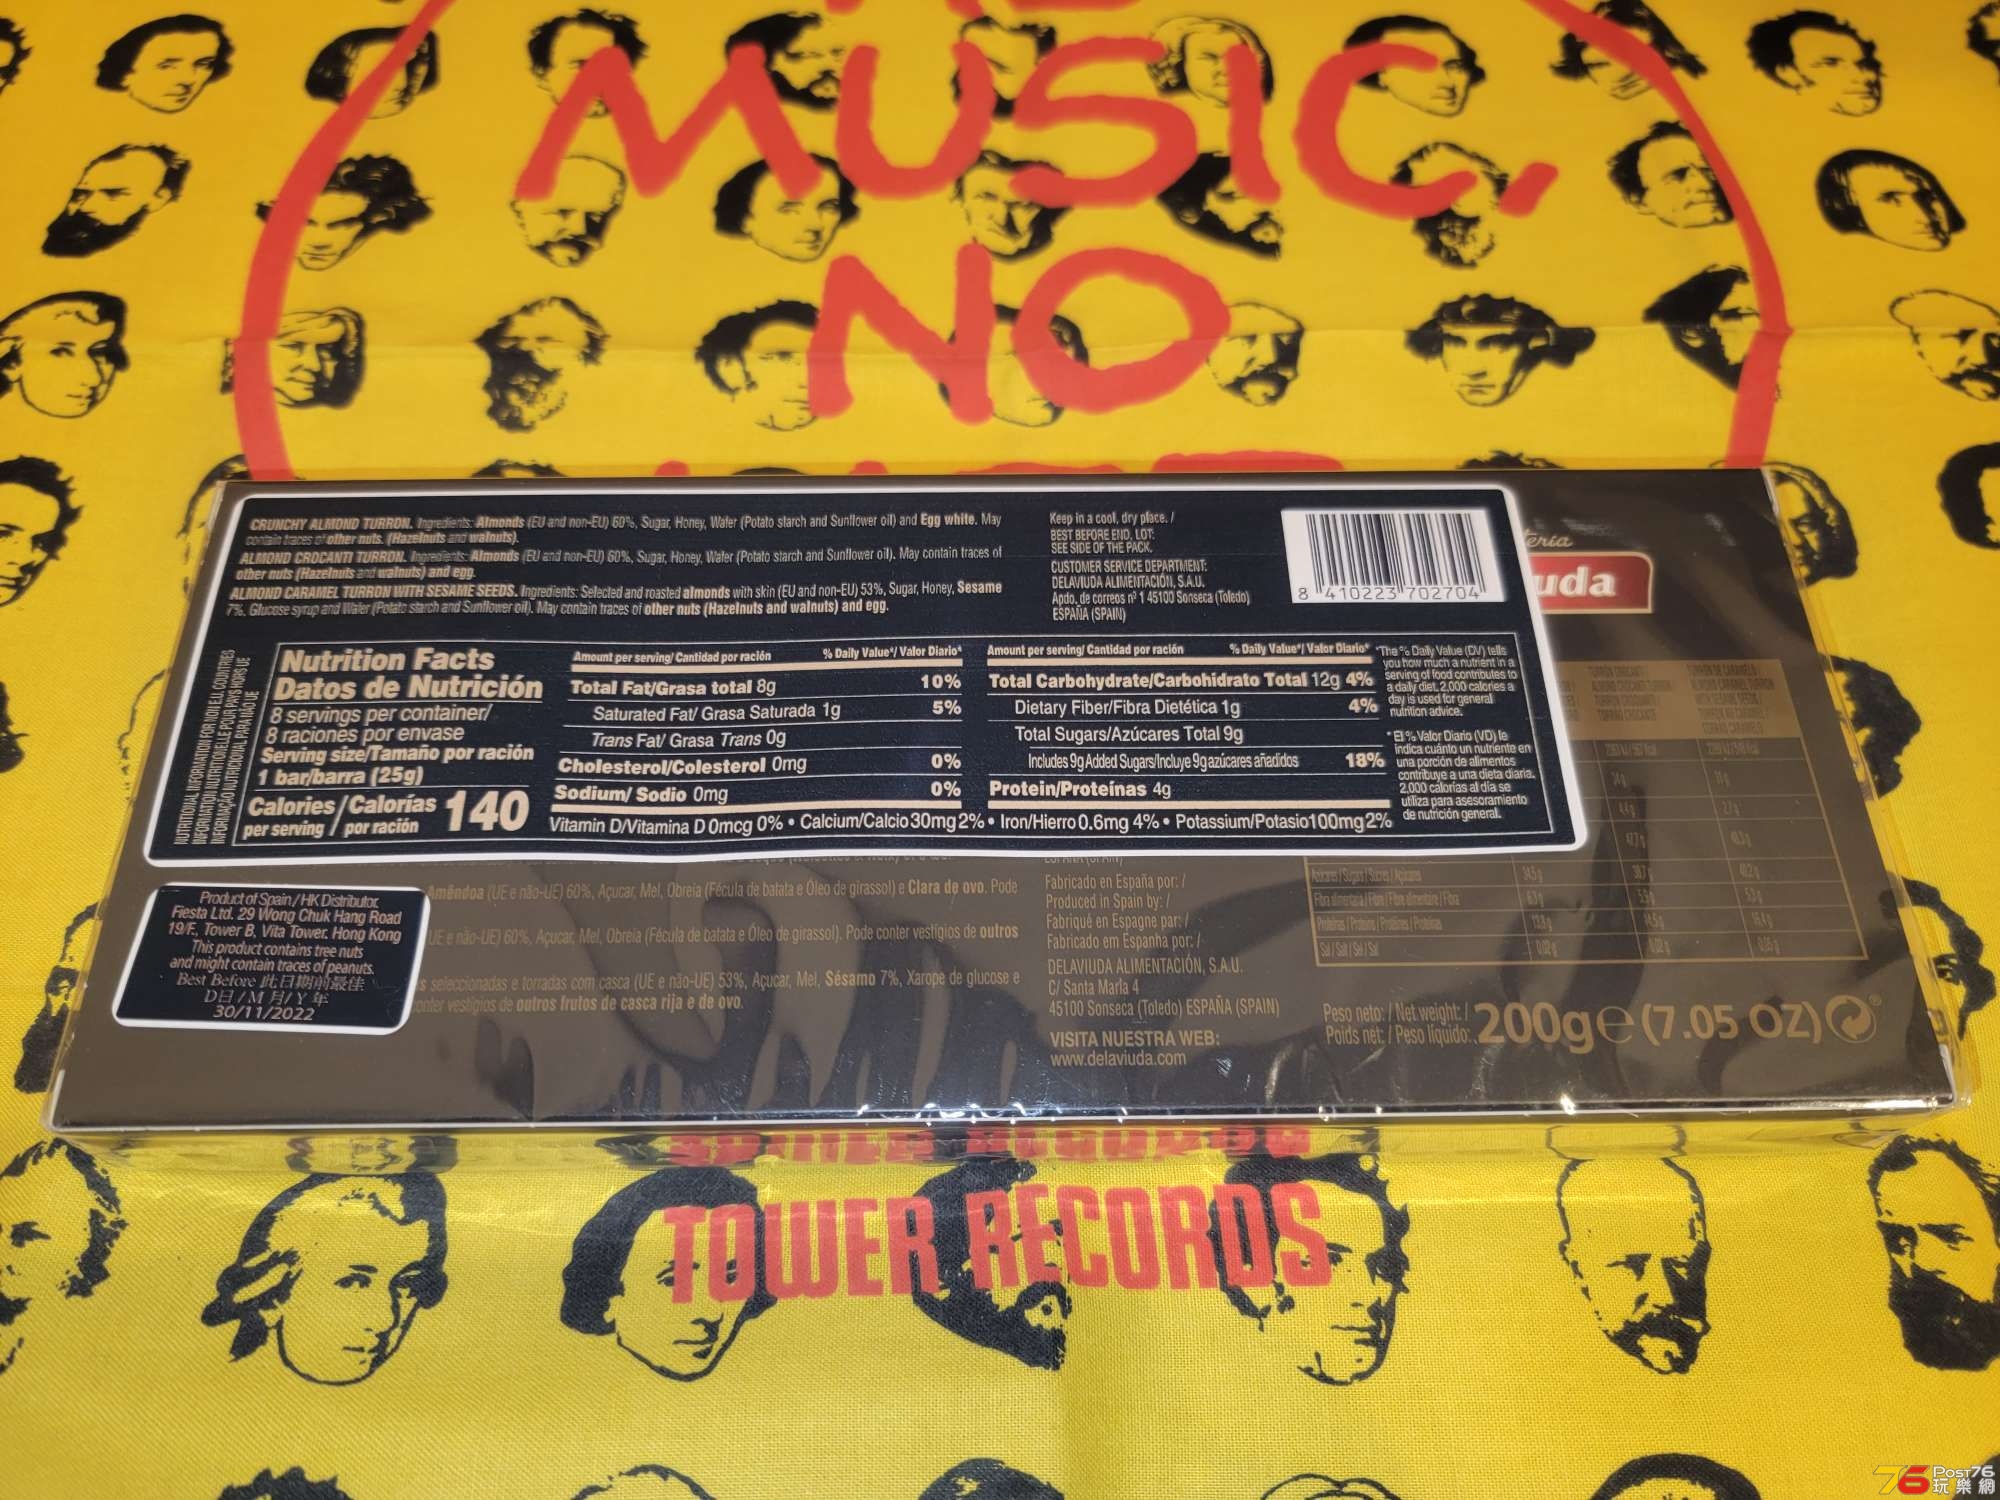 MUSIC,
NO
CRUNCHY ALMOND TURRON. Ingredients: Almonds (EU and non-EU) 60%, Sugar, Honey, Wafer (Potato starch and Sunflower oil) and Egg white. May
contain traces of other nuts. (Hazelnuts and walnuts).
ALMOND CROCANTI TURRON. Ingredients: Almonds (EU and non-EU) 60%, Sugar, Honey, Wafer (Potato starch and Sunflower oil). May contain traces of
other nuts (Hazelnuts and walnuts) and egg.
ALMOND CARAMEL TURRON WITH SESAME SEEDS. Ingredients: Selected and roasted almonds with skin (EU and non-EU) 53%, Sugar, Honey, Sesame
7%, Glucose syrup and Wafer (Potato starch and Sunflower oil). May contain traces of other nuts (Hazelnuts and walnuts) and egg.
Keep in a cool, dry place. /
BEST BEFORE END. LOT:
SEE SIDE OF THE PACK.
CUSTOMER SERVICE DEPARTMENT:
DELAVIUDA ALIMENTACIÓN, S.A.U.
Apdo. de correos nº 1 45100 Sonseca (Toledo)
ESPAÑA (SPAIN)
8 410223 702704
uda
NUTRITIONAL INFORMATION FOR NON E.U. COUNTRIES
INFORMATION NUTRITIONELLE POUR PAYS HORS UE
INFORMAÇÃO NUTRICIONAL PARA NÃO UE
Nutrition Facts
Datos de Nutrición
8 servings per container/
8 raciones por envase
Serving size/Tamaño por ración
1 bar/barra (25g)
Calories/Calorías 140
per serving / por ración
Amount per serving/ Cantidad por ración % Daily Value*/ Valor Diario*
Total Fat/Grasa total 8g 10%
Saturated Fat/ Grasa Saturada 1g 5%
Trans Fat/ Grasa Trans 0g
Cholesterol/Colesterol 0mg 0%
Sodium/ Sodio 0mg 0%
Amount per serving/ Cantidad por ración % Daily Value*/ Valor Diario*
Total Carbohydrate/Carbohidrato Total 12g 4%
Dietary Fiber/Fibra Dietética 1g 4%
Total Sugars/Azúcares Total 9g
Includes 9g Added Sugars/Incluye 9g azúcares añadidos 18%
Protein/Proteínas 4g
Vitamin D/Vitamina D 0mcg 0% • Calcium/Calcio 30mg 2% • Iron/Hierro 0.6mg 4% • Potassium/Potasio 100mg 2%
*The % Daily Value (DV) tells
you how much a nutrient in a
serving of food contributes to
a daily diet. 2,000 calories a
day is used for general
nutrition advice.
* El % Valor Diario (VD) le
indica cuánto un nutriente en
una porción de alimentos
contribuye a una dieta diaria.
2,000 calorías al día se
utiliza para asesoramiento
de nutrición general.
Product of Spain/HK Distributor.
Fiesta Ltd. 29 Wong Chuk Hang Road
19/F., Tower B, Vita Tower. Hong Kong
This product contains tree nuts
and might contain traces of peanuts.
Best Before 此日期前最佳
D日/M月/Y年
30/11/2022
Amêndoa (UE e não-UE) 60%, Açucar, Mel, Obreia (Fécula de batata e Óleo de girassol) e Clara de ovo. Pode
UE e não-UE) 60%, Açucar, Mel, Obreia (Fécula de batata e Óleo de girassol). Pode conter vestígios de outros
s seleccionadas e torradas com casca (UE e não-UE) 53%, Açucar, Mel, Sésamo 7%, Xarope de glucose e
onter vestígios de outros frutos de casca rija e de ovo.
Fabricado en España por: /
Produced in Spain by: /
Fabriqué en Espagne par: /
Fabricado em Espanha por: /
DELAVIUDA ALIMENTACIÓN, S.A.U.
C/ Santa María 4
45100 Sonseca (Toledo) ESPAÑA (SPAIN)
VISITA NUESTRA WEB:
www.delaviuda.com
Peso neto: / Net weight: /
Poids net: / Peso líquido:
200g e (7.05 OZ)
TOWER RECORDS
76 POST76
玩樂網